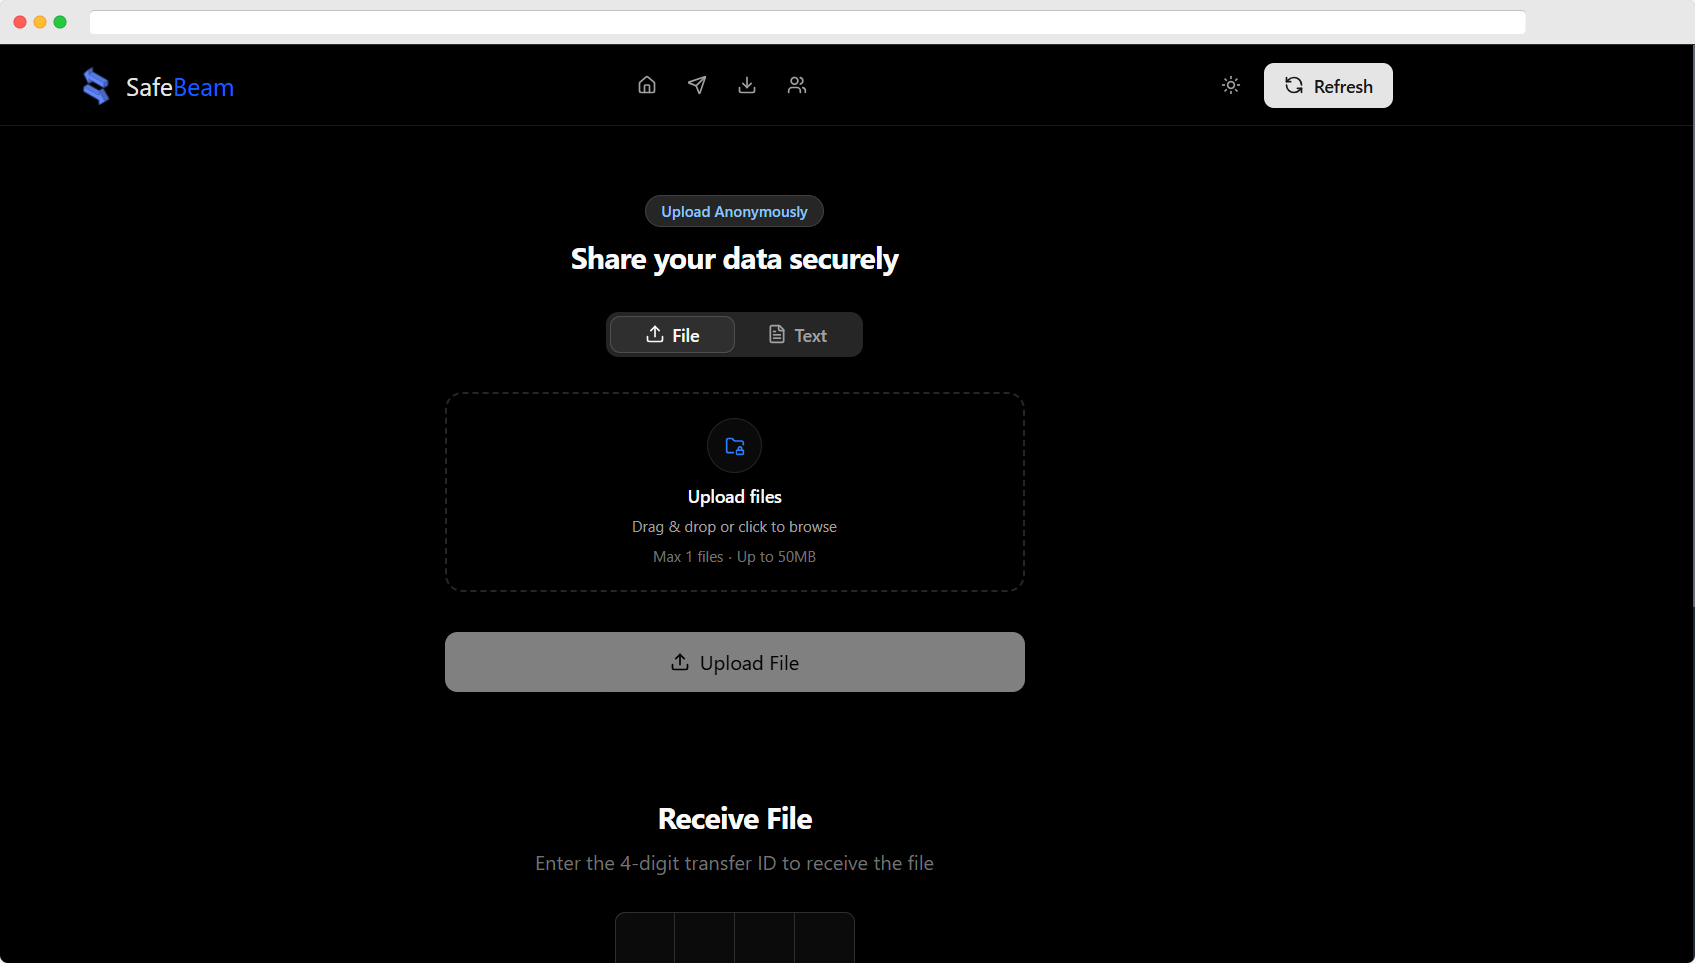 SafeBeam
Refresh
Upload Anonymously
Share your data securely
File
Text
Upload files
Drag & drop or click to browse
Max 1 files · Up to 50MB
Upload File
Receive File
Enter the 4-digit transfer ID to receive the file